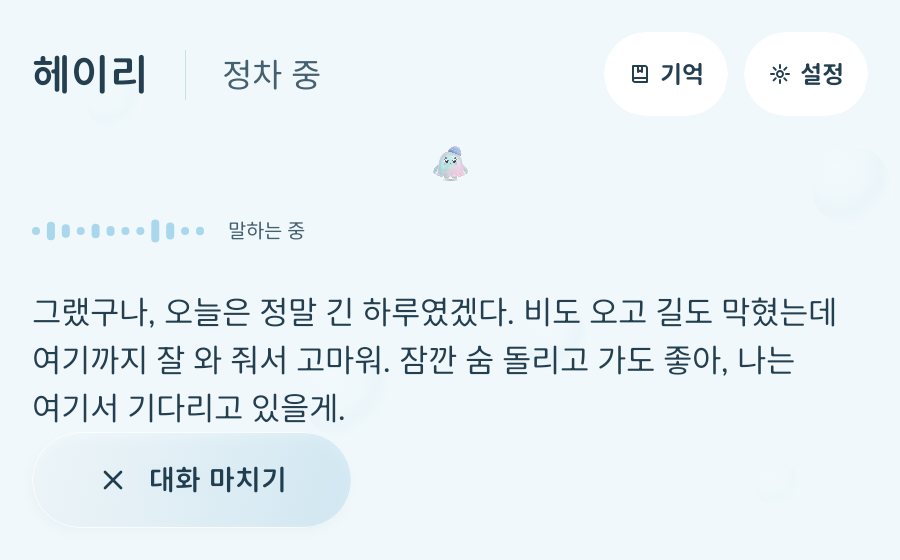 헤이리
정차 중
기억
설정
말하는 중
그랬구나, 오늘은 정말 긴 하루였겠다. 비도 오고 길도 막혔는데
여기까지 잘 와 줘서 고마워. 잠깐 숨 돌리고 가도 좋아, 나는
여기서 기다리고 있을게.
대화 마치기